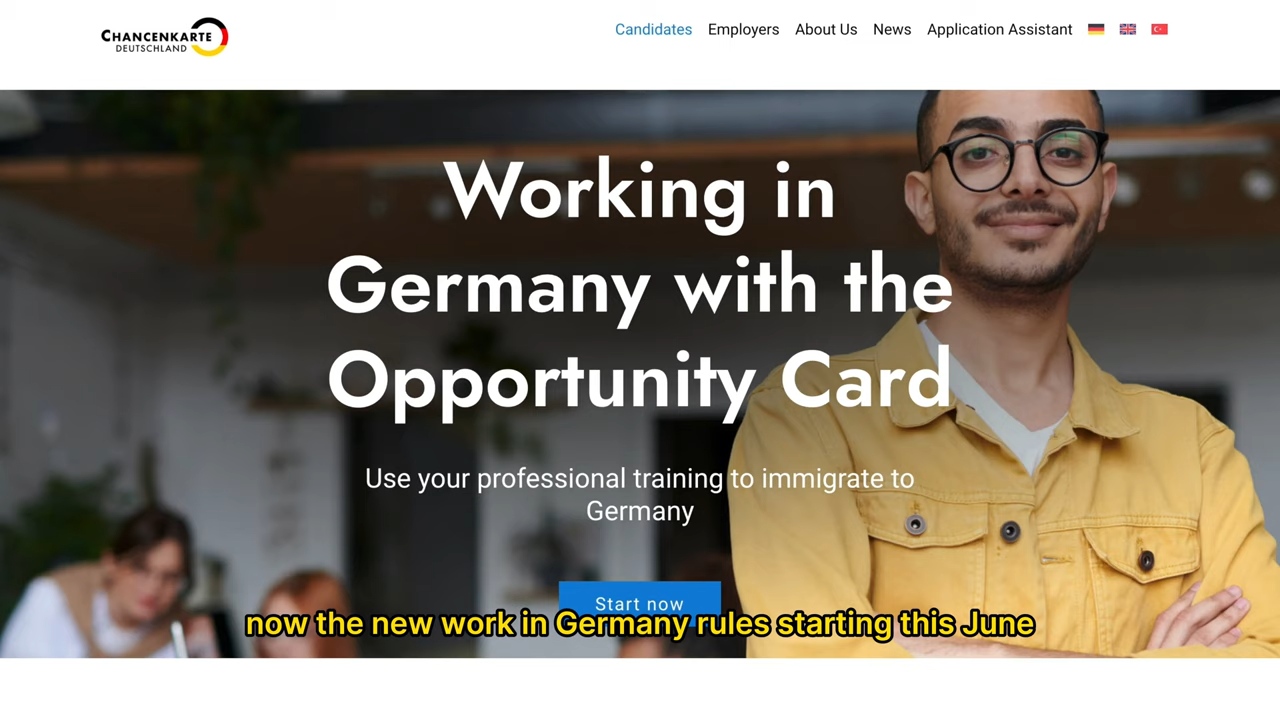 CHANCENKARTE
DEUTSCHLAND
Candidates Employers About Us News Application Assistant
Working in
Germany with the
Opportunity Card
Use your professional training to immigrate to
Germany
Start now
now the new work in Germany rules starting this June